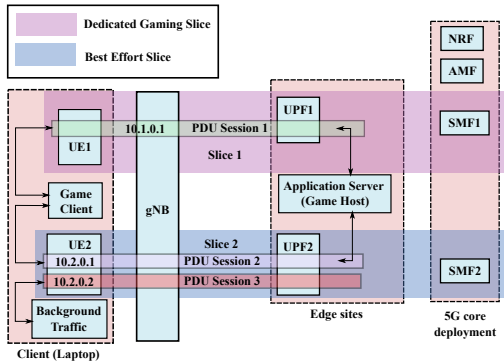 Dedicated Gaming Slice
Best Effort Slice
NRF
AMF
SMF1
UPF1
10.1.0.1
PDU Session 1
UE1
Slice 1
gNB
Game
Client
Application Server
(Game Host)
UE2
Slice 2
UPF2
10.2.0.1
PDU Session 2
10.2.0.2
PDU Session 3
SMF2
Background
Traffic
Client (Laptop)
Edge sites
5G core
deployment